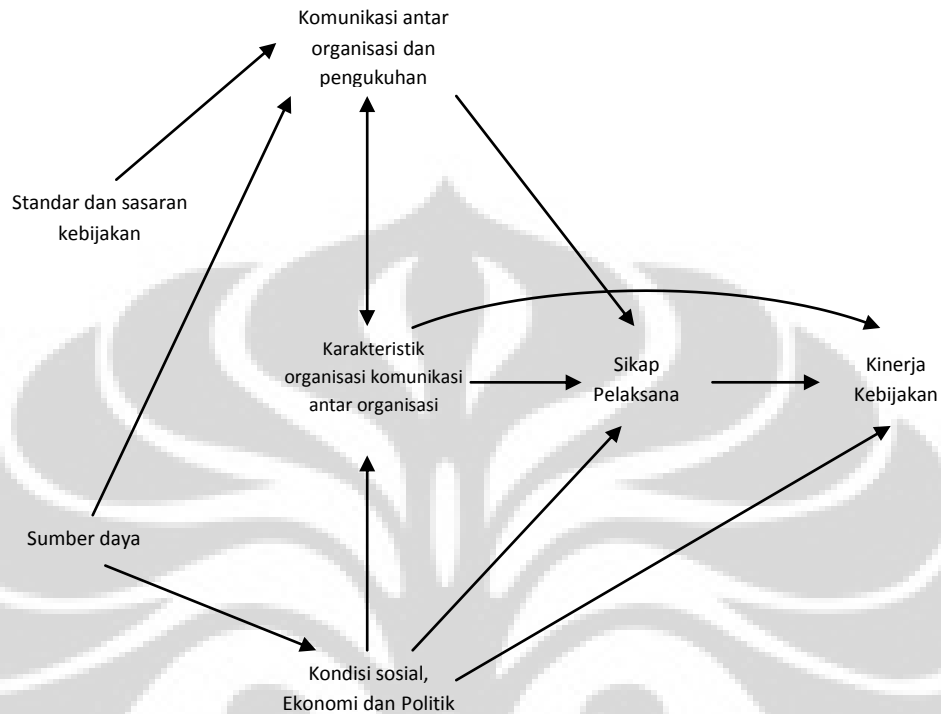 Komunikasi antar
organisasi dan
pengukuhan
Standar dan sasaran
kebijakan
Karakteristik
organisasi komunikasi
antar organisasi
Sikap
Pelaksana
Kinerja
Kebijakan
Sumber daya
Kondisi sosial,
Ekonomi dan Politik